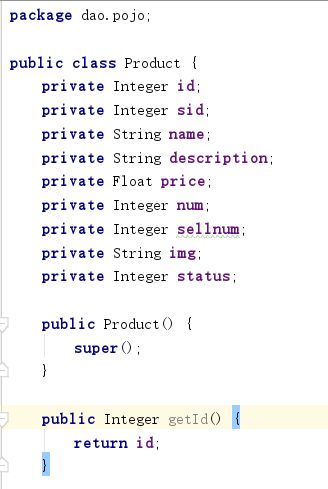 package dao.pojo;
public class Product {
private Integer id;
private Integer sid;
private String name;
private String description;
private Float price;
private Integer num;
private Integer sellnum;
private String img;
private Integer status;
public Product() {
super();
}
public Integer getId() {
return id;
}